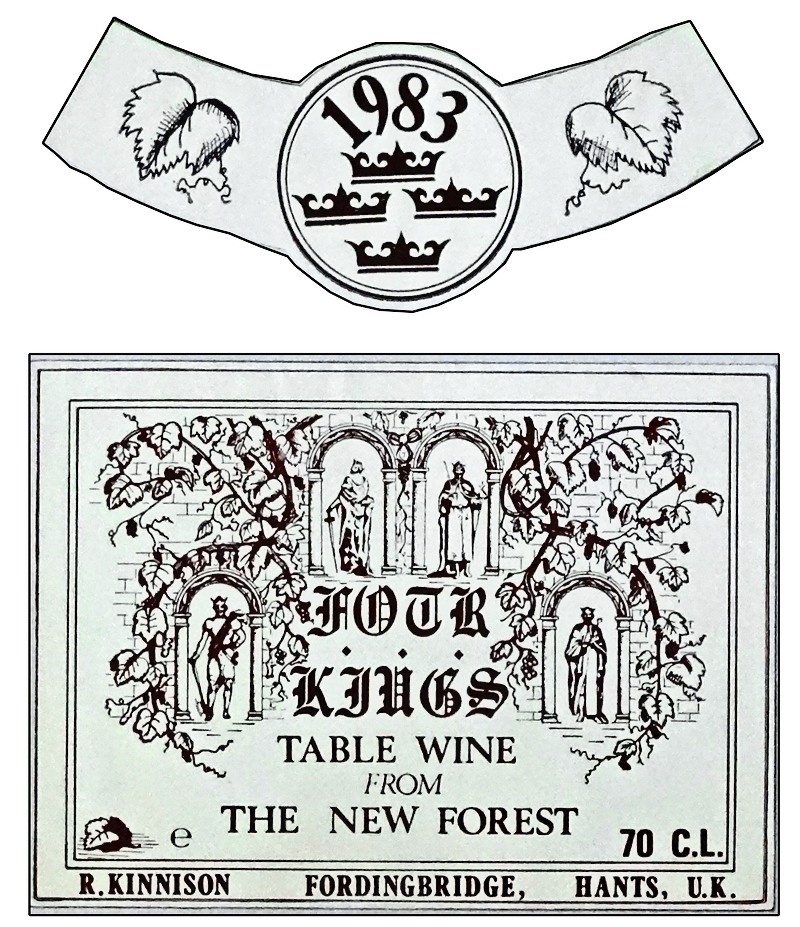 1983
FOUR
KINGS
TABLE WINE
FROM
THE NEW FOREST
e 70 C.L.
R.KINNISON FORDINGBRIDGE, HANTS, U.K.